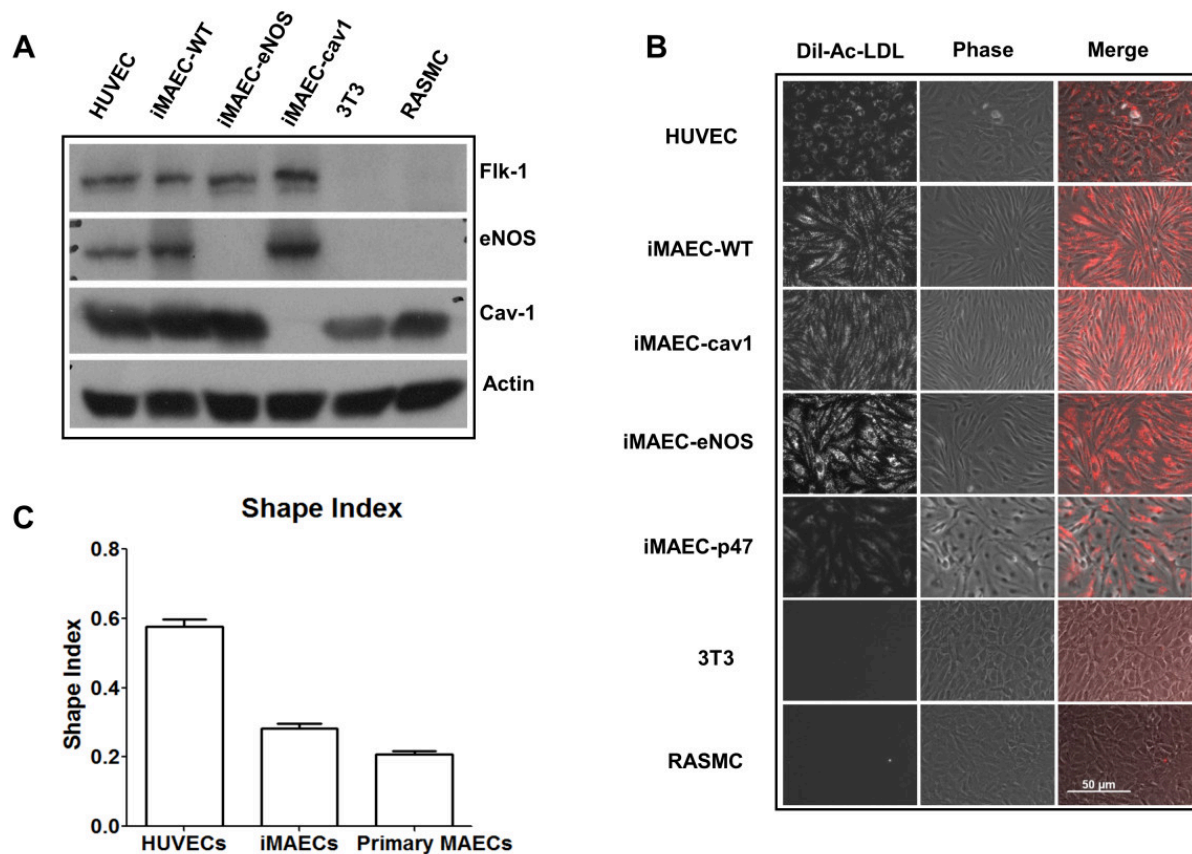 A
HUVEC
iMAEC-WT
iMAEC-eNOS
iMAEC-cav1
3T3
RASMC
Flk-1
eNOS
Cav-1
Actin
B
Dil-Ac-LDL Phase Merge
HUVEC
iMAEC-WT
iMAEC-cav1
iMAEC-eNOS
iMAEC-p47
3T3
RASMC
50 µm
C
Shape Index
Shape Index
0.8
0.6
0.4
0.2
0.0
HUVECs iMAECs Primary MAECs